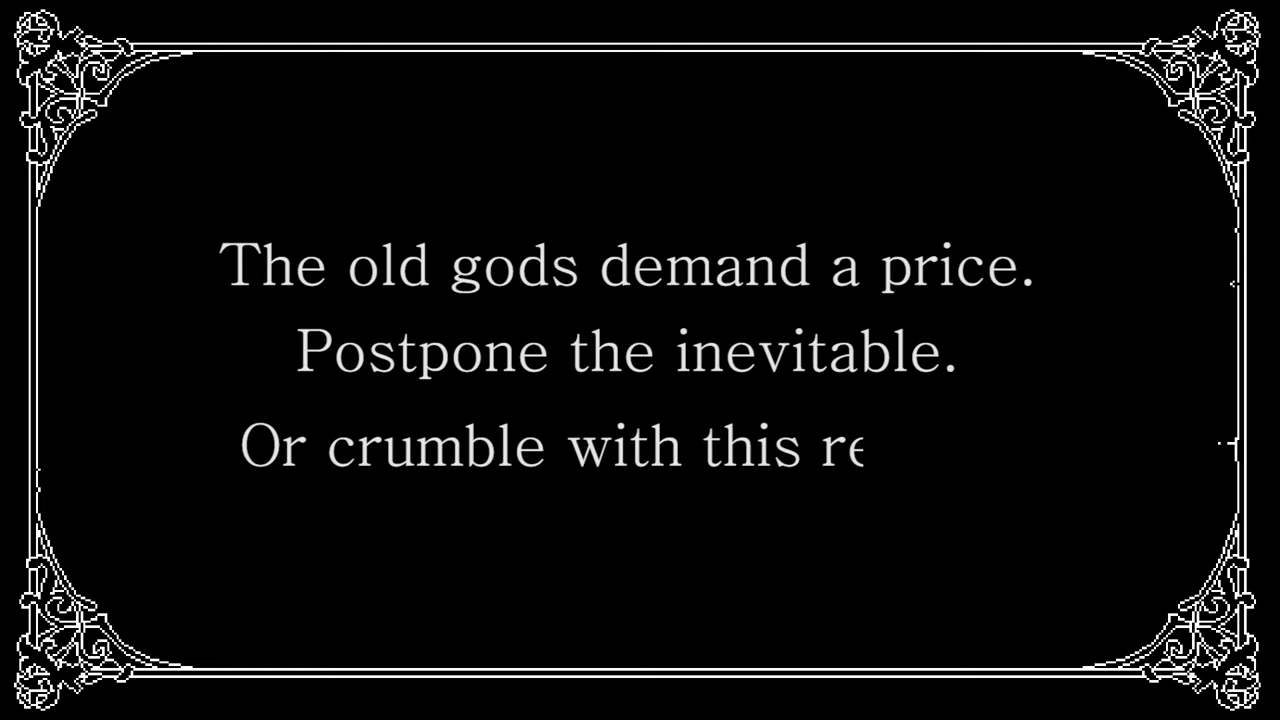 The old gods demand a price.
Postpone the inevitable.
Or crumble with this